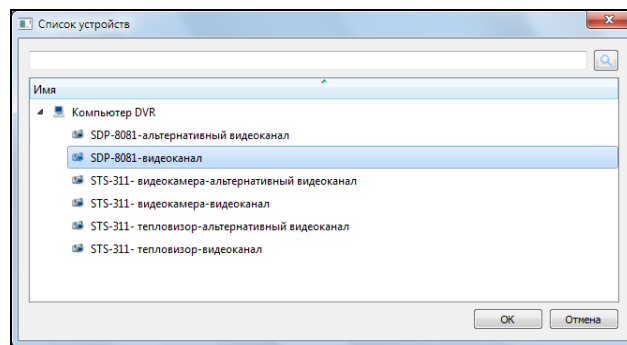 Список устройств
Имя
Компьютер DVR
SDP-8081-альтернативный видеоканал
SDP-8081-видеоканал
STS-311- видеокамера-альтернативный видеоканал
STS-311- видеокамера-видеоканал
STS-311- тепловизор-альтернативный видеоканал
STS-311- тепловизор-видеоканал
OK Отмена